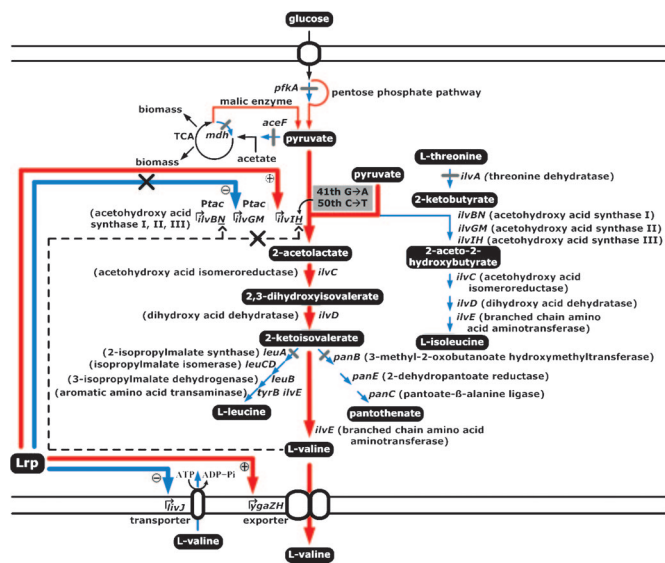 glucose
pfkA
pentose phosphate pathway
malic enzyme
biomass
mdh
aceF
TCA
pyruvate
acetate
biomass
L-threonine
ilvA (threonine dehydratase)
pyruvate
2-ketobutyrate
41th G→A
50th C→T
Ptac Ptac
(acetohydroxy acid
synthase I, II, III)
ilvBN ilvGM ilvIH
ilvBN (acetohydroxy acid synthase I)
ilvGM (acetohydroxy acid synthase II)
ilvIH (acetohydroxy acid synthase III)
2-acetolactate
2-aceto-2-
hydroxybutyrate
(acetohydroxy acid isomeroreductase) ilvC
ilvC (acetohydroxy acid
isomeroreductase)
2,3-dihydroxyisovalerate
ilvD (dihydroxy acid dehydratase)
(dihydroxy acid dehydratase) ilvD
ilvE (branched chain amino
acid aminotransferase)
2-ketoisovalerate
L-isoleucine
(2-isopropylmalate synthase) leuA
panB (3-methyl-2-oxobutanoate hydroxymethyltransferase)
(isopropylmalate isomerase) leuCD
(3-isopropylmalate dehydrogenase) leuB
panE (2-dehydropantoate reductase)
(aromatic amino acid transaminase) tyrB ilvE
panC (pantoate-ß-alanine ligase)
L-leucine
pantothenate
ilvE (branched chain amino acid
aminotransferase)
L-valine
Lrp
ATP ADP-Pi
livJ
ygaZH
transporter
exporter
L-valine
L-valine